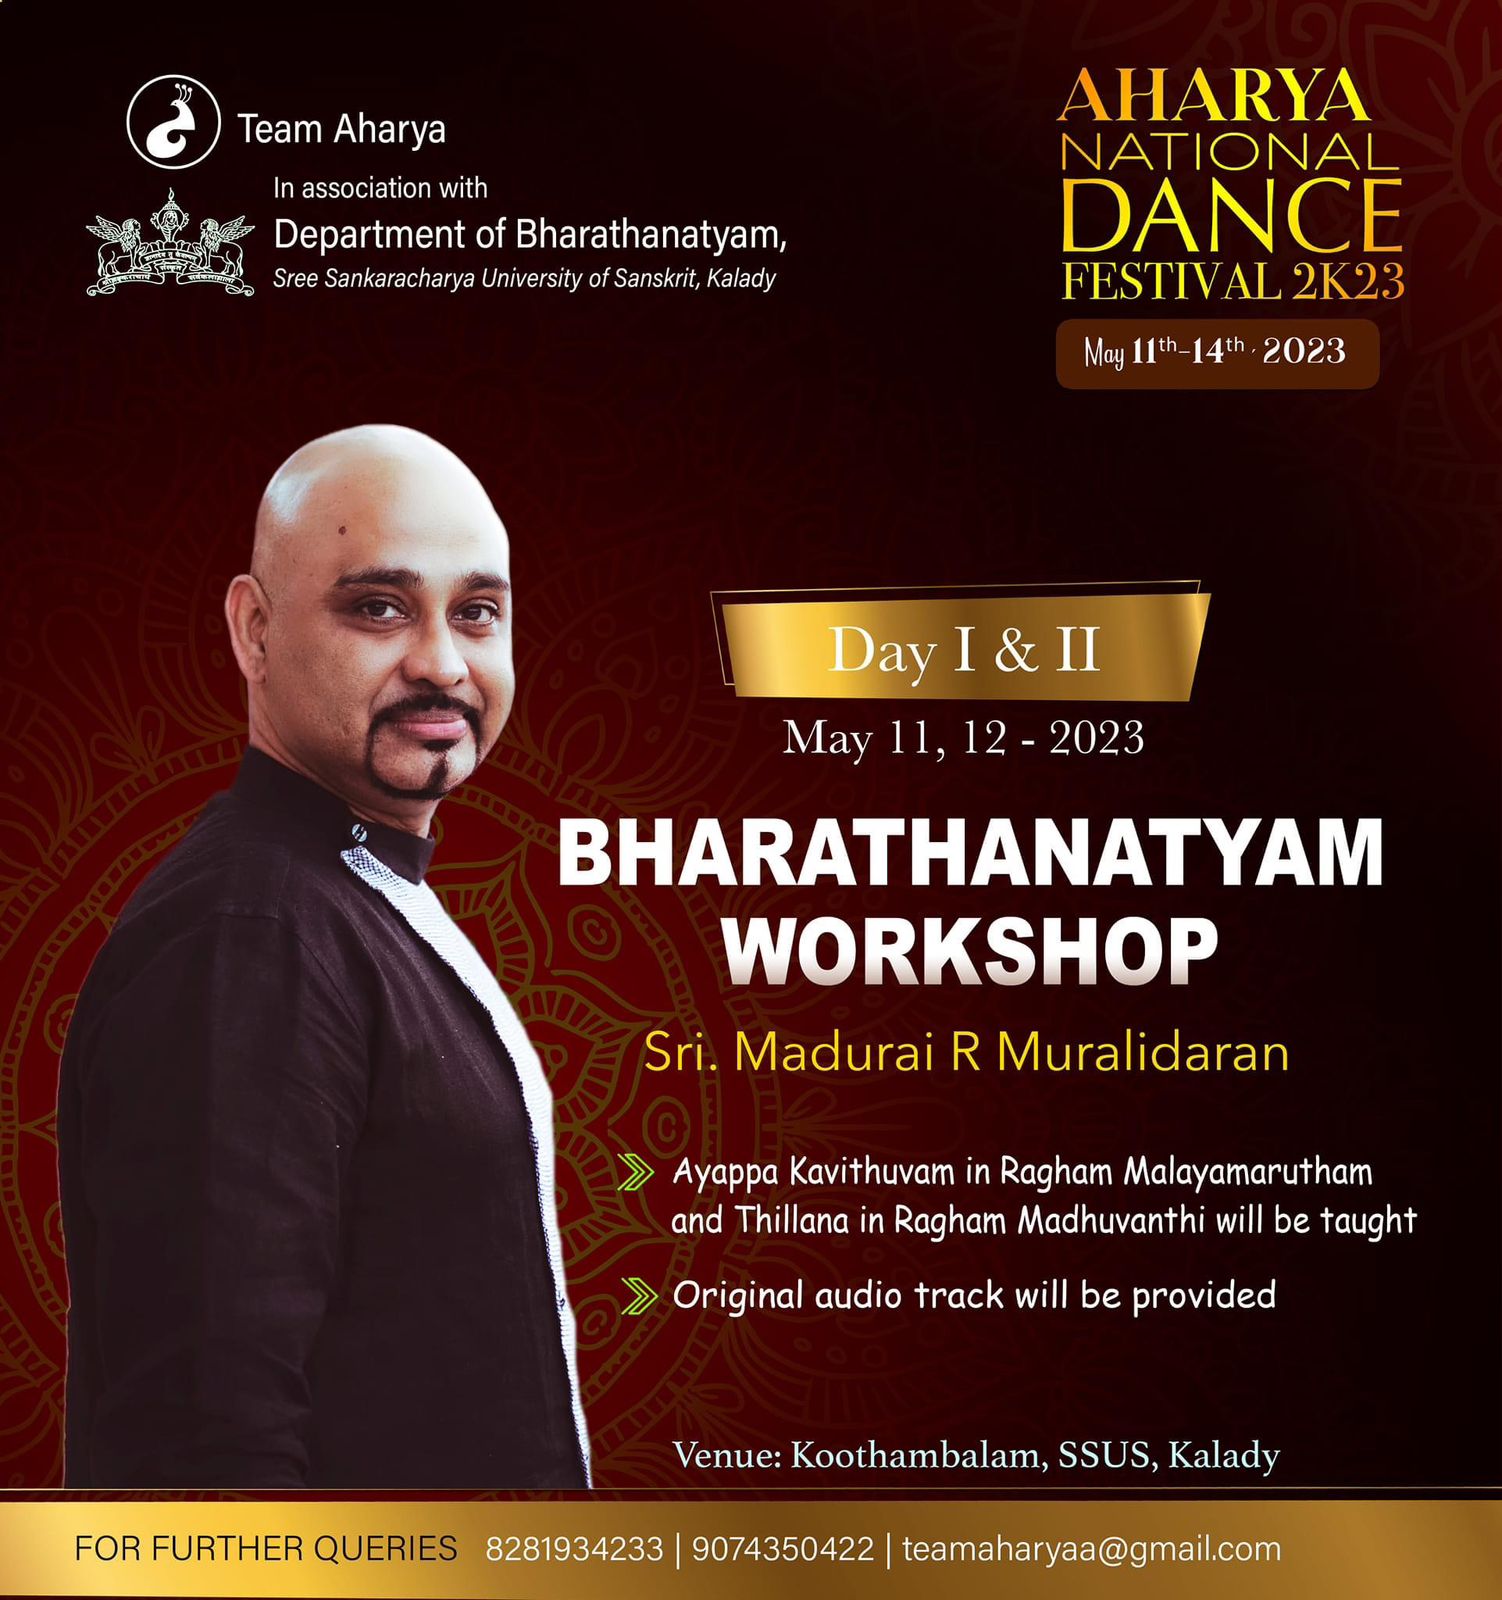 Team Aharya
In association with
Department of Bharathanatyam,
Sree Sankaracharya University of Sanskrit, Kalady
AHARYA
NATIONAL
DANCE
FESTIVAL 2K23
May 11th-14th, 2023
Day I & II
May 11, 12 - 2023
BHARATHANATYAM
WORKSHOP
Sri. Madurai R Muralidaran
Ayappa Kavithuvam in Ragham Malayamarutham
and Thillana in Ragham Madhuvanthi will be taught
Original audio track will be provided
Venue: Koothambalam, SSUS, Kalady
FOR FURTHER QUERIES 8281934233 | 9074350422 | teamaharyaa@gmail.com